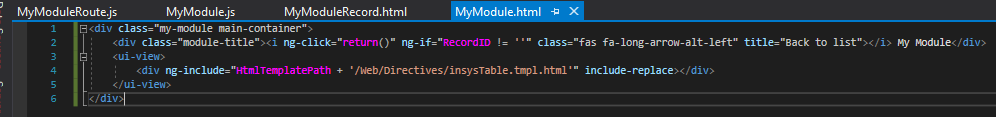 MyModuleRoute.js MyModule.js MyModuleRecord.html MyModule.html
1 <div class="my-module main-container">
2 <div class="module-title"><i ng-click="return()" ng-if="RecordID != ''" class="fas fa-long-arrow-alt-left" title="Back to list"></i> My Module</div>
3 <ui-view>
4 <div ng-include="HtmlTemplatePath + '/Web/Directives/insysTable.tmpl.html'" include-replace></div>
5 </ui-view>
6 </div>